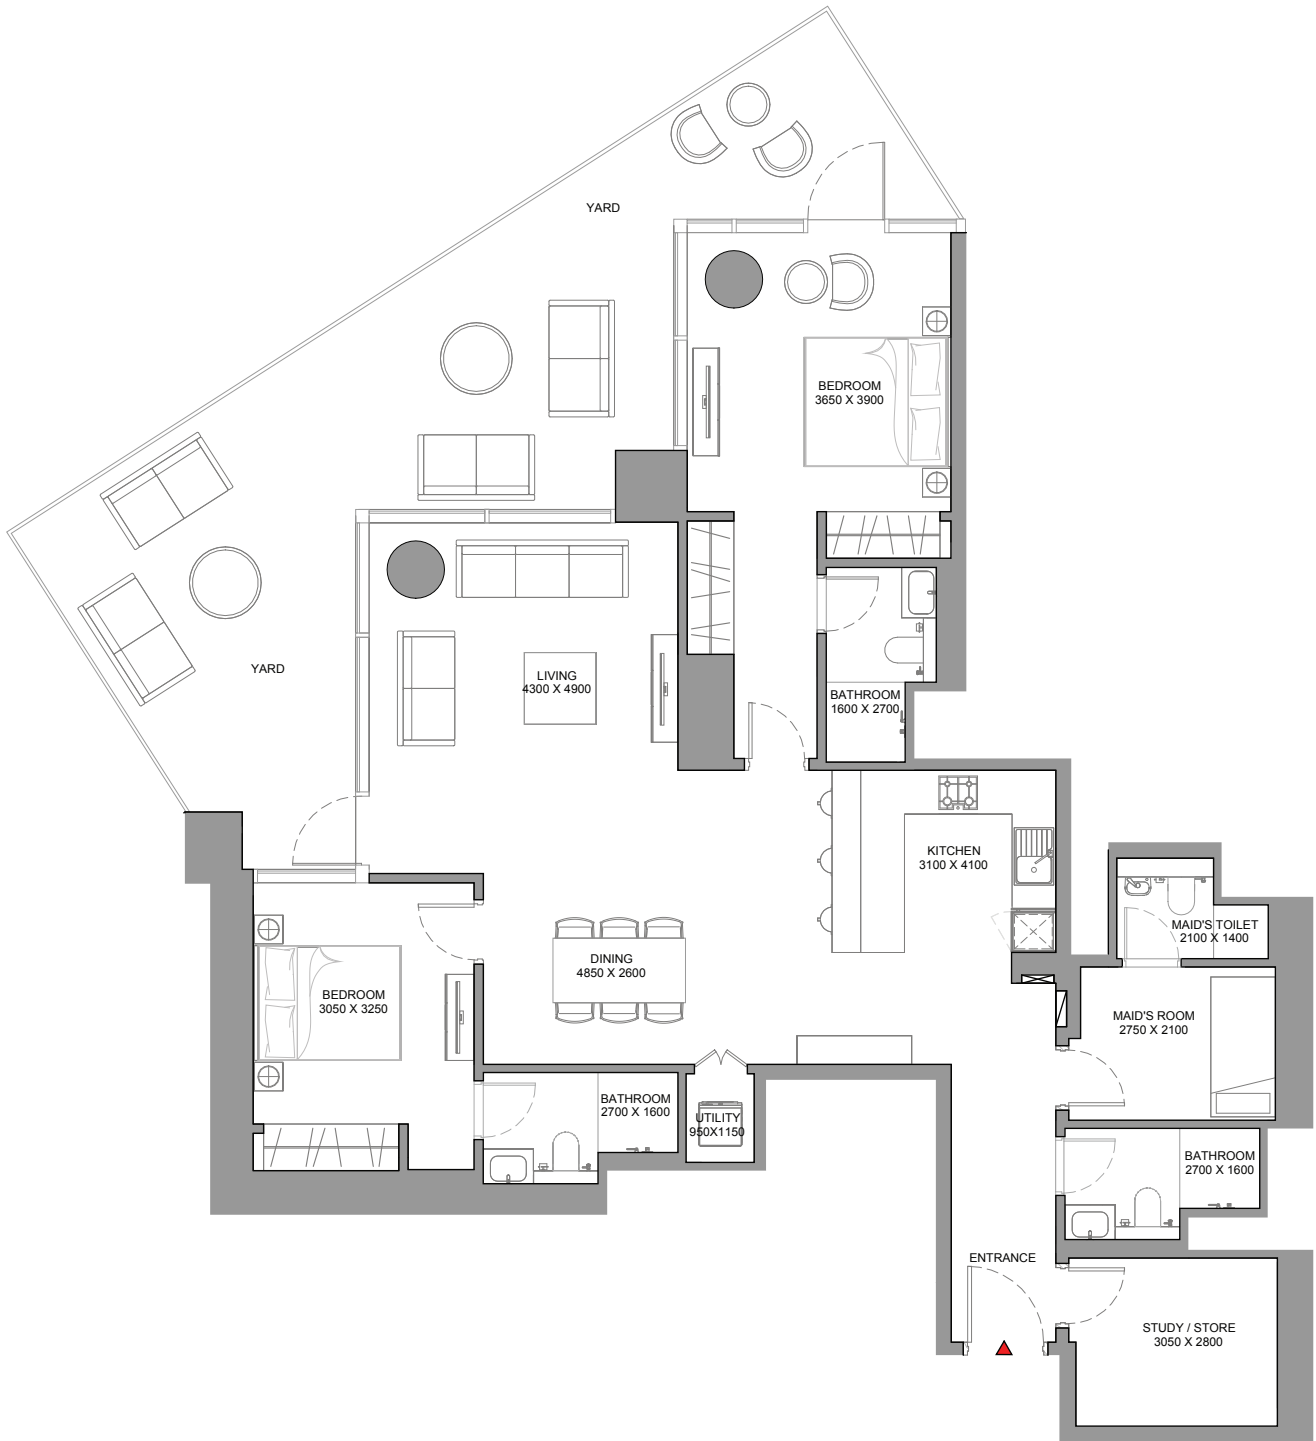 YARD
BEDROOM
3650 X 3900
YARD
LIVING
4300 X 4900
BATHROOM
1600 X 2700
KITCHEN
3100 X 4100
MAID'S TOILET
2100 X 1400
DINING
4850 X 2600
BEDROOM
3050 X 3250
MAID'S ROOM
2750 X 2100
BATHROOM
2700 X 1600
UTILITY
950X1150
BATHROOM
2700 X 1600
ENTRANCE
STUDY / STORE
3050 X 2800